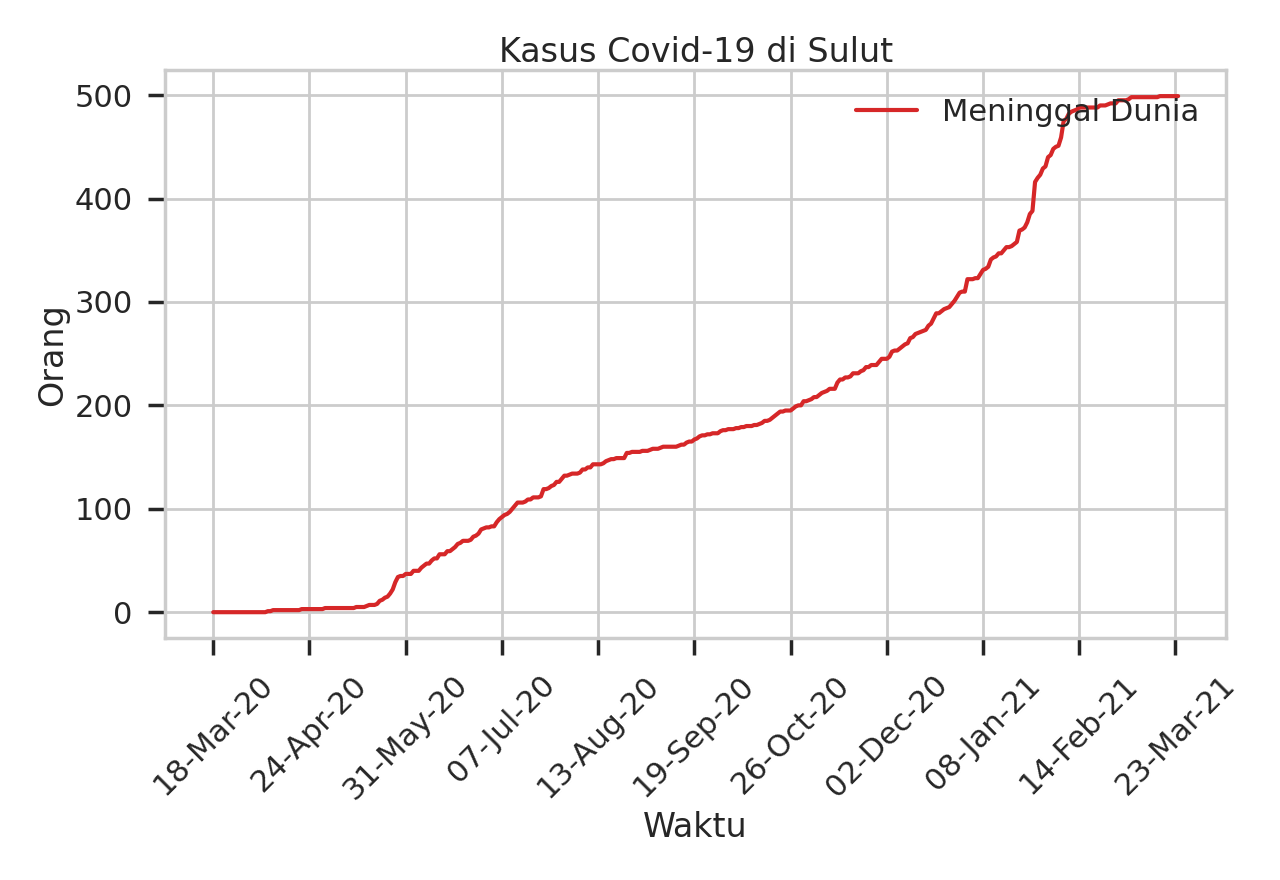 Kasus Covid-19 di Sulut
Meninggal Dunia
Orang
500
400
300
200
100
0
18-Mar-20
24-Apr-20
31-May-20
07-Jul-20
13-Aug-20
19-Sep-20
26-Oct-20
02-Dec-20
08-Jan-21
14-Feb-21
23-Mar-21
Waktu